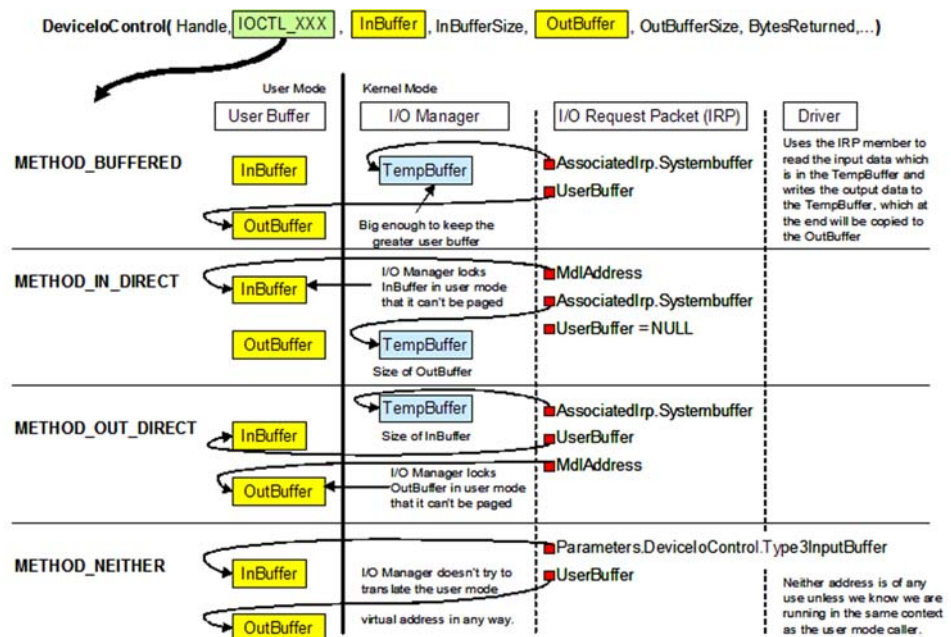 DeviceIoControl( Handle, IOCTL_XXX , InBuffer, InBufferSize, OutBuffer, OutBufferSize, BytesReturned,...)
User Mode
Kernel Mode
User Buffer
I/O Manager
I/O Request Packet (IRP)
Driver
METHOD_BUFFERED
InBuffer
OutBuffer
TempBuffer
Big enough to keep the
greater user buffer
AssociatedIrp.Systembuffer
UserBuffer
Uses the IRP member to
read the input data which
is in the TempBuffer and
writes the output data to
the TempBuffer, which at
the end will be copied to
the OutBuffer
METHOD_IN_DIRECT
InBuffer
OutBuffer
I/O Manager locks
InBuffer in user mode
that it can't be paged
TempBuffer
Size of OutBuffer
MdlAddress
AssociatedIrp.Systembuffer
UserBuffer = NULL
METHOD_OUT_DIRECT
InBuffer
OutBuffer
TempBuffer
Size of InBuffer
I/O Manager locks
OutBuffer in user mode
that it can't be paged
AssociatedIrp.Systembuffer
UserBuffer
MdlAddress
METHOD_NEITHER
InBuffer
OutBuffer
I/O Manager doesn't try to
translate the user mode
virtual address in any way.
Parameters.DeviceIoControl.Type3InputBuffer
UserBuffer
Neither address is of any
use unless we know we are
running in the same context
as the user mode caller.